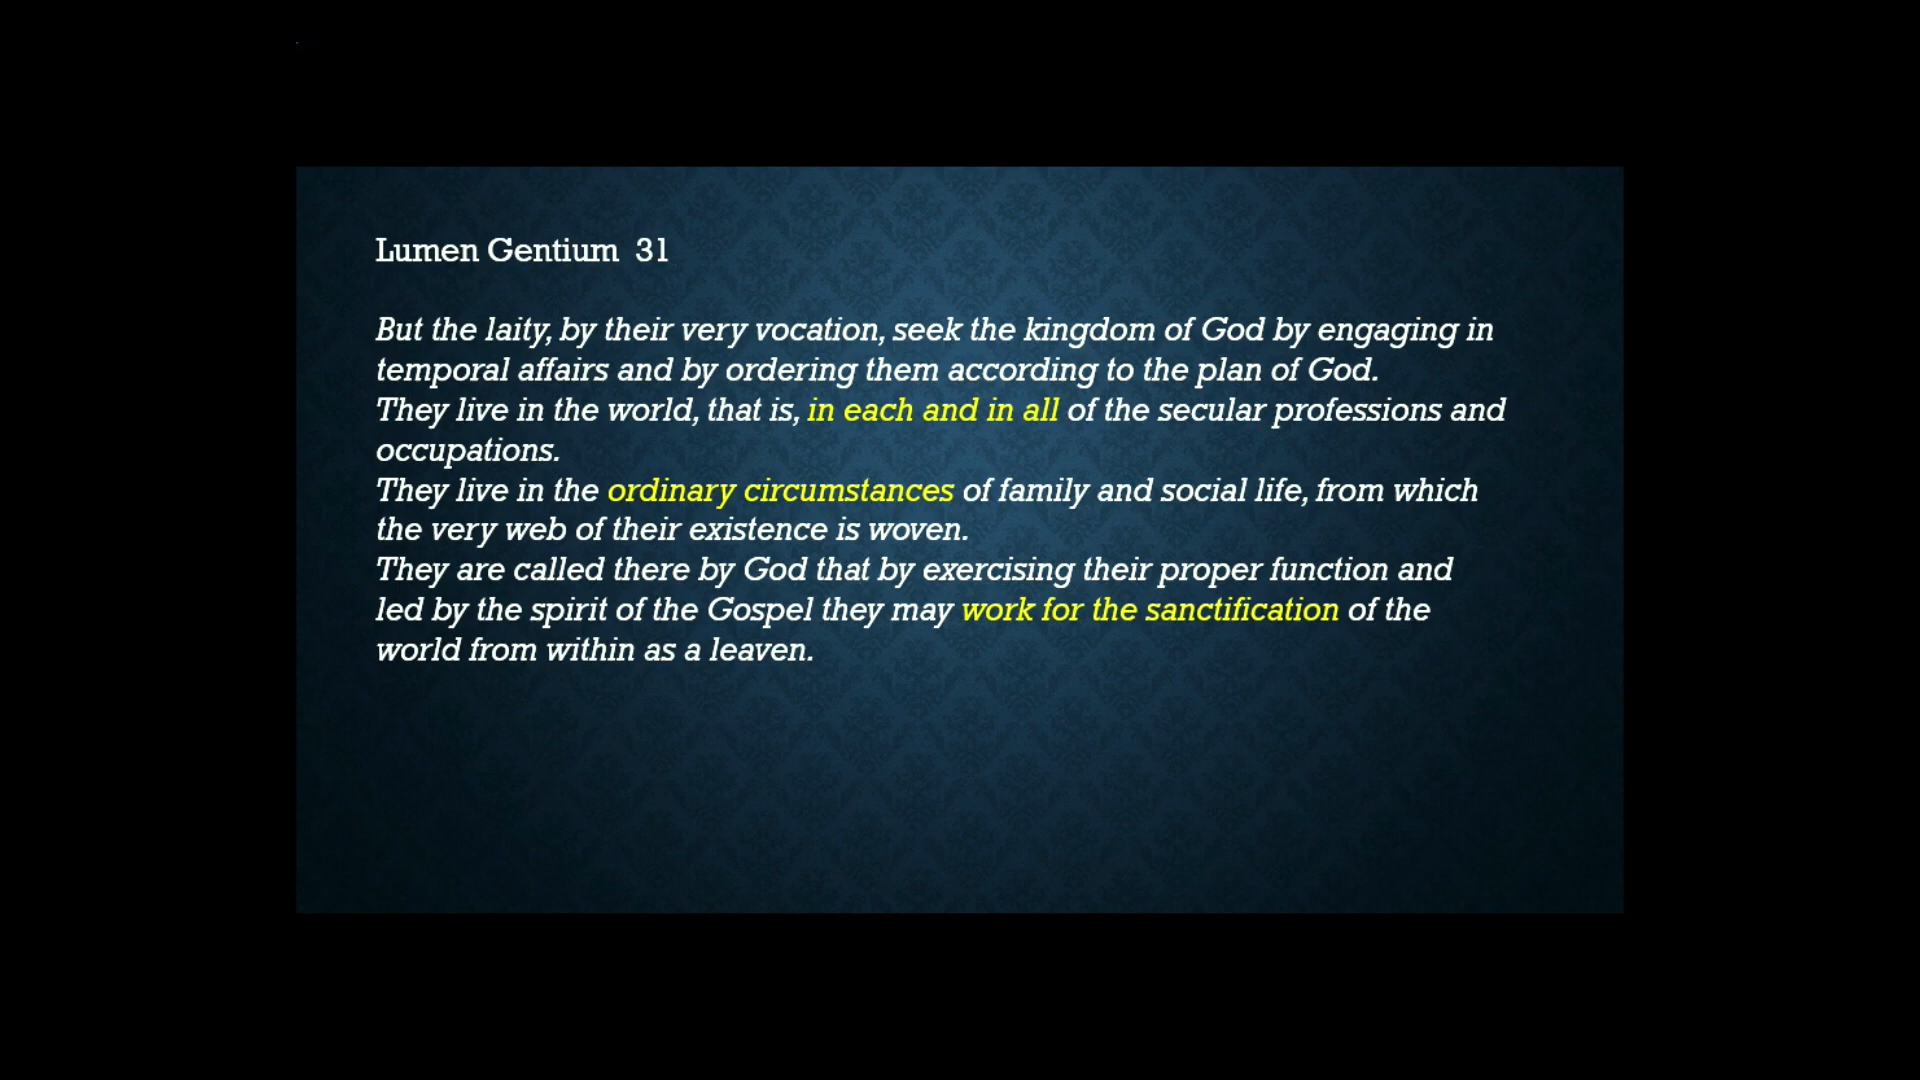 Lumen Gentium 31
But the laity, by their very vocation, seek the kingdom of God by engaging in
temporal affairs and by ordering them according to the plan of God.
They live in the world, that is, in each and in all of the secular professions and
occupations.
They live in the ordinary circumstances of family and social life, from which
the very web of their existence is woven.
They are called there by God that by exercising their proper function and
led by the spirit of the Gospel they may work for the sanctification of the
world from within as a leaven.